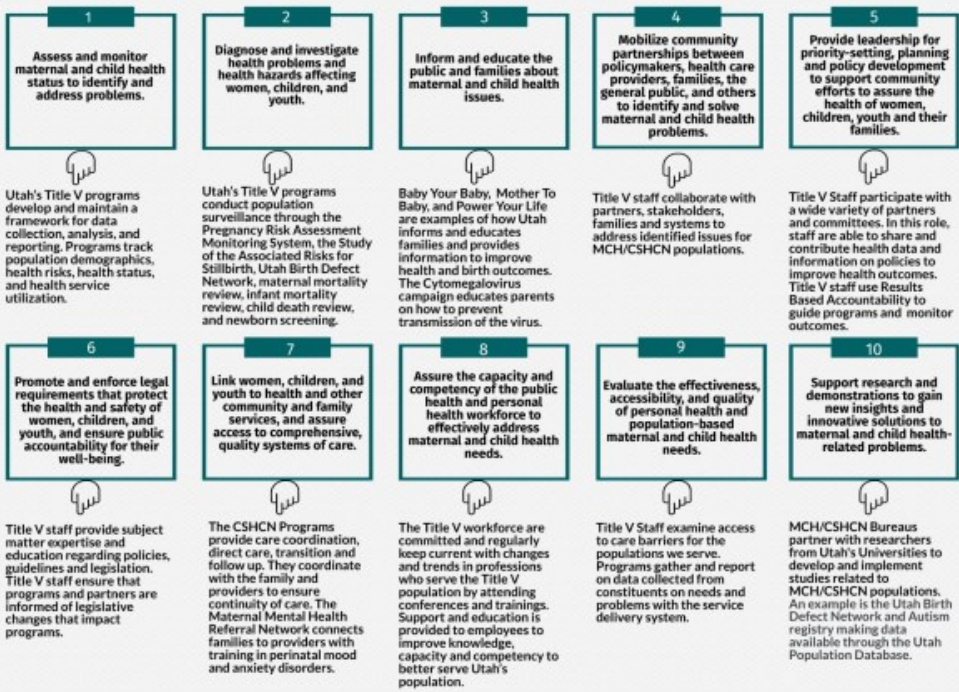 1
Assess and monitor
maternal and child health
status to identify and
address problems.
Utah's Title V programs
develop and maintain a
framework for data
collection, analysis, and
reporting. Programs track
population demographics,
health risks, health status,
and health service
utilization.
2
Diagnose and investigate
health problems and
health hazards affecting
women, children, and
youth.
Utah's Title V programs
conduct population
surveillance through the
Pregnancy Risk Assessment
Monitoring System, the Study
of the Associated Risks for
Stillbirth, Utah Birth Defect
Network, maternal mortality
review, infant mortality
review, child death review,
and newborn screening.
3
Inform and educate the
public and families about
maternal and child health
issues.
Baby Your Baby, Mother To
Baby, and Power Your Life
are examples of how Utah
informs and educates
families and provides
information to improve
health and birth outcomes.
The Cytomegalovirus
campaign educates parents
on how to prevent
transmission of the virus.
4
Mobilize community
partnerships between
policymakers, health care
providers, families, the
general public, and others
to identify and solve
maternal and child health
problems.
Title V staff collaborate with
partners, stakeholders,
families and systems to
address identified issues for
MCH/CSHCN populations.
5
Provide leadership for
priority-setting, planning
and policy development
to support community
efforts to assure the
health of women,
children, youth and their
families.
Title V Staff participate with
a wide variety of partners
and committees. In this role,
staff are able to share and
contribute health data and
information on policies to
improve health outcomes.
Title V staff use Results
Based Accountability to
guide programs and monitor
outcomes.
6
Promote and enforce legal
requirements that protect
the health and safety of
women, children, and
youth, and ensure public
accountability for their
well-being.
Title V staff provide subject
matter expertise and
education regarding policies,
guidelines and legislation.
Title V staff ensure that
programs and partners are
informed of legislative
changes that impact
programs.
7
Link women, children, and
youth to health and other
community and family
services, and assure
access to comprehensive,
quality systems of care.
The CSHCN Programs
provide care coordination,
direct care, transition and
follow up. They coordinate
with the family and
providers to ensure
continuity of care. The
Maternal Mental Health
Referral Network connects
families to providers with
training in perinatal mood
and anxiety disorders.
8
Assure the capacity and
competency of the public
health and personal
health workforce to
effectively address
maternal and child health
needs.
The Title V workforce are
committed and regularly
keep current with changes
and trends in professions
who serve the Title V
population by attending
conferences and trainings.
Support and education is
provided to employees to
improve knowledge,
capacity and competency to
better serve Utah's
population.
9
Evaluate the effectiveness,
accessibility, and quality
of personal health and
population-based
maternal and child health
needs.
Title V Staff examine access
to care barriers for the
populations we serve.
Programs gather and report
on data collected from
constituents on needs and
problems with the service
delivery system.
10
Support research and
demonstrations to gain
new insights and
innovative solutions to
maternal and child health-
related problems.
MCH/CSHCN Bureaus
partner with researchers
from Utah's Universities to
develop and implement
studies related to
MCH/CSHCN populations.
An example is the Utah Birth
Defect Network and Autism
registry making data
available through the Utah
Population Database.